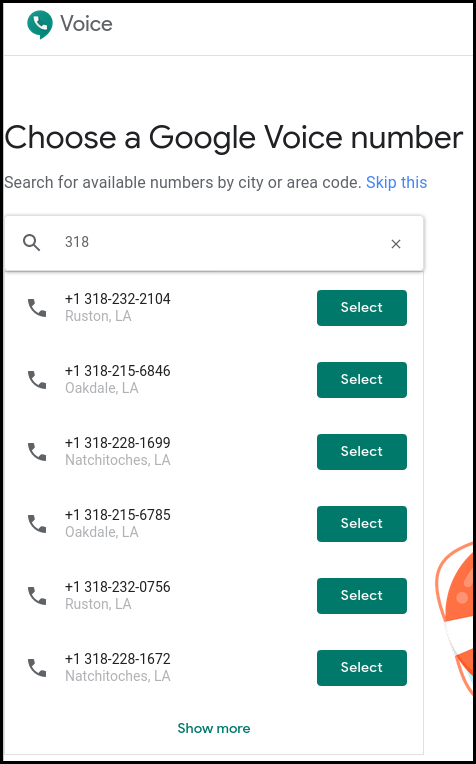 Voice
Choose a Google Voice number
Search for available numbers by city or area code. Skip this
318
+1 318-232-2104
Ruston, LA
Select
+1 318-215-6846
Oakdale, LA
Select
+1 318-228-1699
Natchitoches, LA
Select
+1 318-215-6785
Oakdale, LA
Select
+1 318-232-0756
Ruston, LA
Select
+1 318-228-1672
Natchitoches, LA
Select
Show more